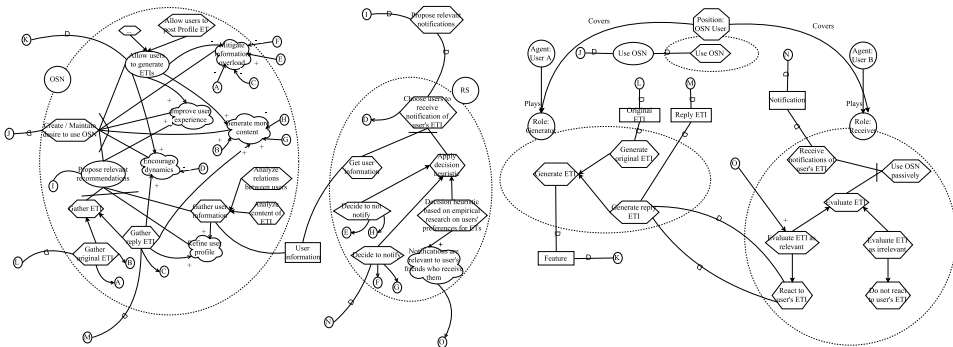 Allow users to
post Profile ET
...
K
D
Allow users
to generate
ETIs
Mitigate
information
overload
F
E
C
A
OSN
Improve user
experience
Generate more
content
H
G
B
J
Create / Maintain
desire to use OSN
Encourage
dynamics
D
Propose relevant
recommendations
I
Analyze
relations
between users
Analyze
content of
ETI
Gather user
information
Gather ETI
Gather
reply ETI
Refine user
profile
Gather
original ETI
L
B
A
C
M
User
information
I
D
Propose relevant
notifications
RS
Choose users to
receive
notification of
user's ETI
D
Get user
information
Apply
decision
heuristic
Decide to not
notify
E
H
Decision heuristic
based on empirical
research on users'
preferences for ETs
Decide to notify
Notifications are
relevant to user's
friends who receive
them
F
G
N
O
Covers
Position:
OSN User
Covers
Agent:
User A
J
D
Use OSN
D
Use OSN
N
Agent:
User B
L
M
Original
ETI
Reply ETI
Notification
Plays
Plays
Role:
Generator
Role:
Receiver
Generate
original ETI
Generate ETI
Generate
reply ETI
Receive
notifications of
user's ETI
Use OSN
passively
O
Evaluate ETI
Evaluate ETI as
relevant
Evaluate ETI
as irrelevant
Feature
D
K
React to
user's ETI
Do not react
to user's ETI